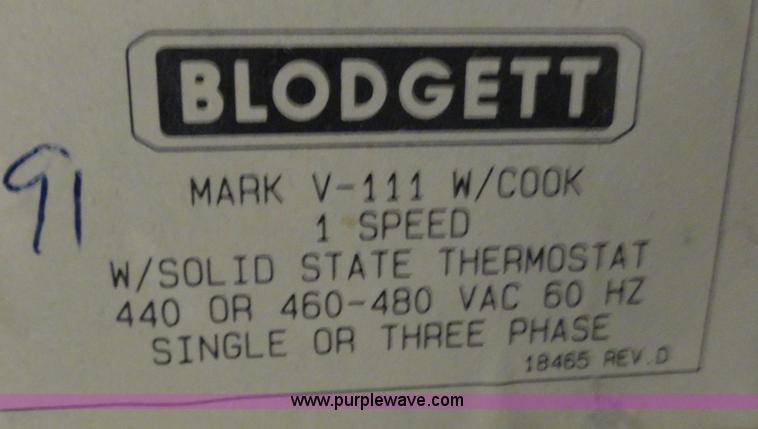 BLODGETT
91
MARK V-111 W/COOK
1 SPEED
W/SOLID STATE THERMOSTAT
440 OR 460-480 VAC 60 HZ
SINGLE OR THREE PHASE
18465 REV.D
www.purplewave.com